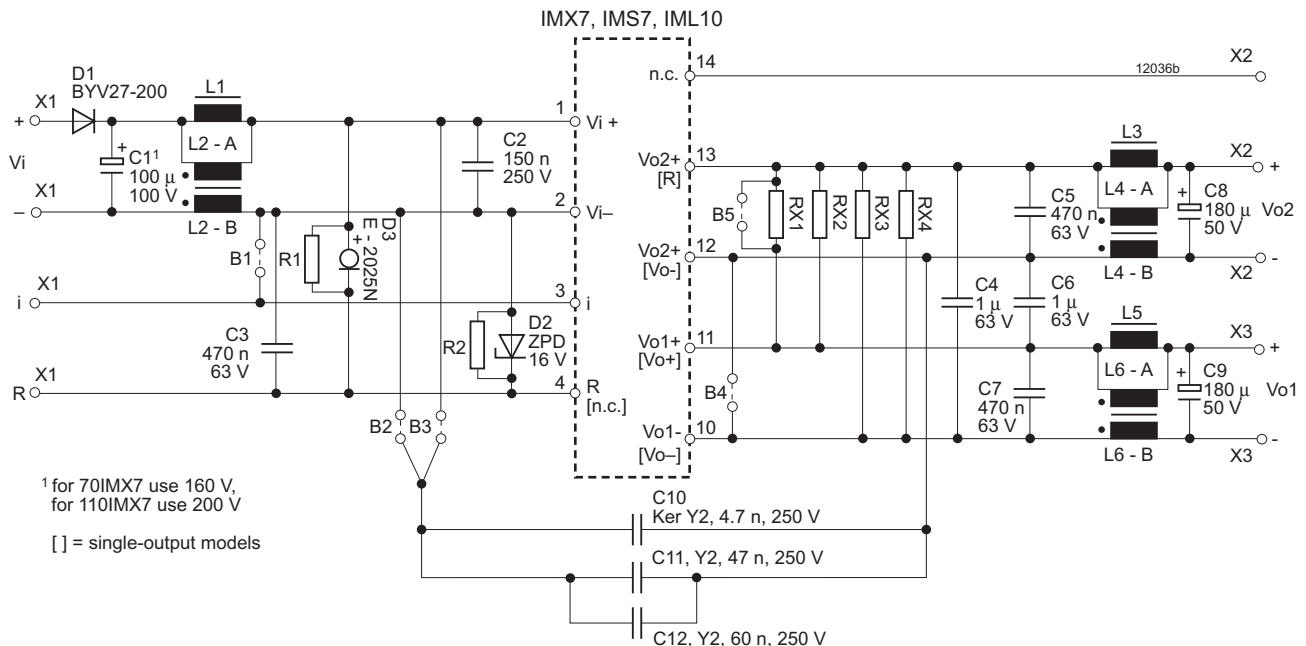 IMX7, IMS7, IML10
14
n.c.
12036b
X2
D1
BYV27-200
X1
+
L1
1
Vi +
L2 - A
+
C1¹
100 µ
100 V
Vi
C2
150 n
250 V
X1
–
L2 - B
2
Vi–
13
Vo2+
[R]
L3
X2
+
L4 - A
B5
RX1
RX2
RX3
RX4
C5
470 n
63 V
+
C8
180 µ
50 V
Vo2
12
Vo2+
[Vo-]
L4 - B
X2
-
B1
R1
D3
E - 2025N
+
X1
i
3
i
C4
1 µ
63 V
C6
1 µ
63 V
C3
470 n
63 V
R2
D2
ZPD
16 V
11
Vo1+
[Vo+]
L5
X3
+
L6 - A
X1
R
4
R
[n.c.]
B4
C7
470 n
63 V
+
C9
180 µ
50 V
Vo1
B2
B3
10
Vo1-
[Vo–]
L6 - B
X3
-
¹ for 70IMX7 use 160 V,
for 110IMX7 use 200 V
[ ] = single-output models
C10
Ker Y2, 4.7 n, 250 V
C11, Y2, 47 n, 250 V
C12, Y2, 60 n, 250 V